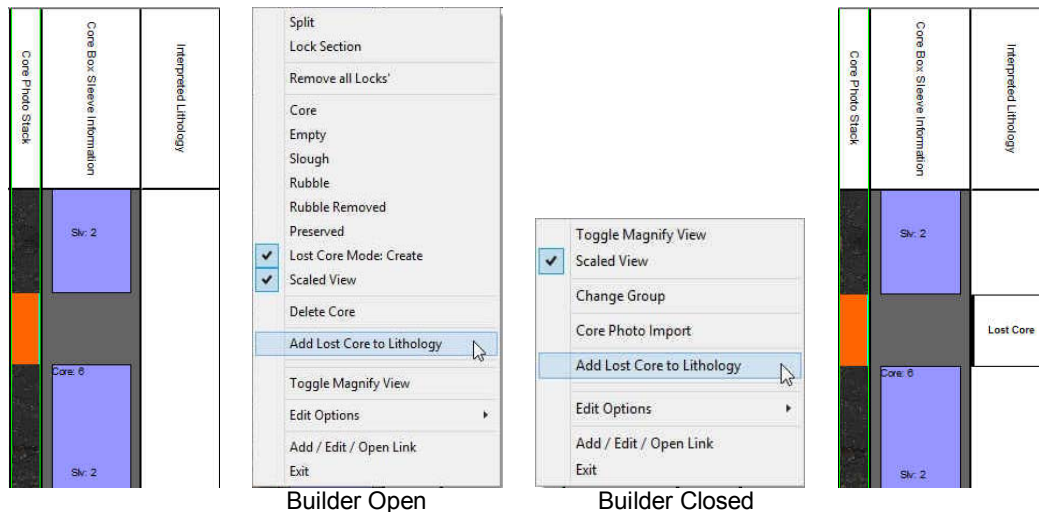 Core Photo Stack
Core Box Sleeve Information
Interpreted Lithology
Slv: 2
Core: 6
Slv: 2
Split
Lock Section
Remove all Locks'
Core
Empty
Slough
Rubble
Rubble Removed
Preserved
Lost Core Mode: Create
Scaled View
Delete Core
Add Lost Core to Lithology
Toggle Magnify View
Edit Options
Add / Edit / Open Link
Exit
Builder Open
Toggle Magnify View
Scaled View
Change Group
Core Photo Import
Add Lost Core to Lithology
Edit Options
Add / Edit / Open Link
Exit
Builder Closed
Core Photo Stack
Core Box Sleeve Information
Interpreted Lithology
Slv: 2
Lost Core
Core: 6
Slv: 2